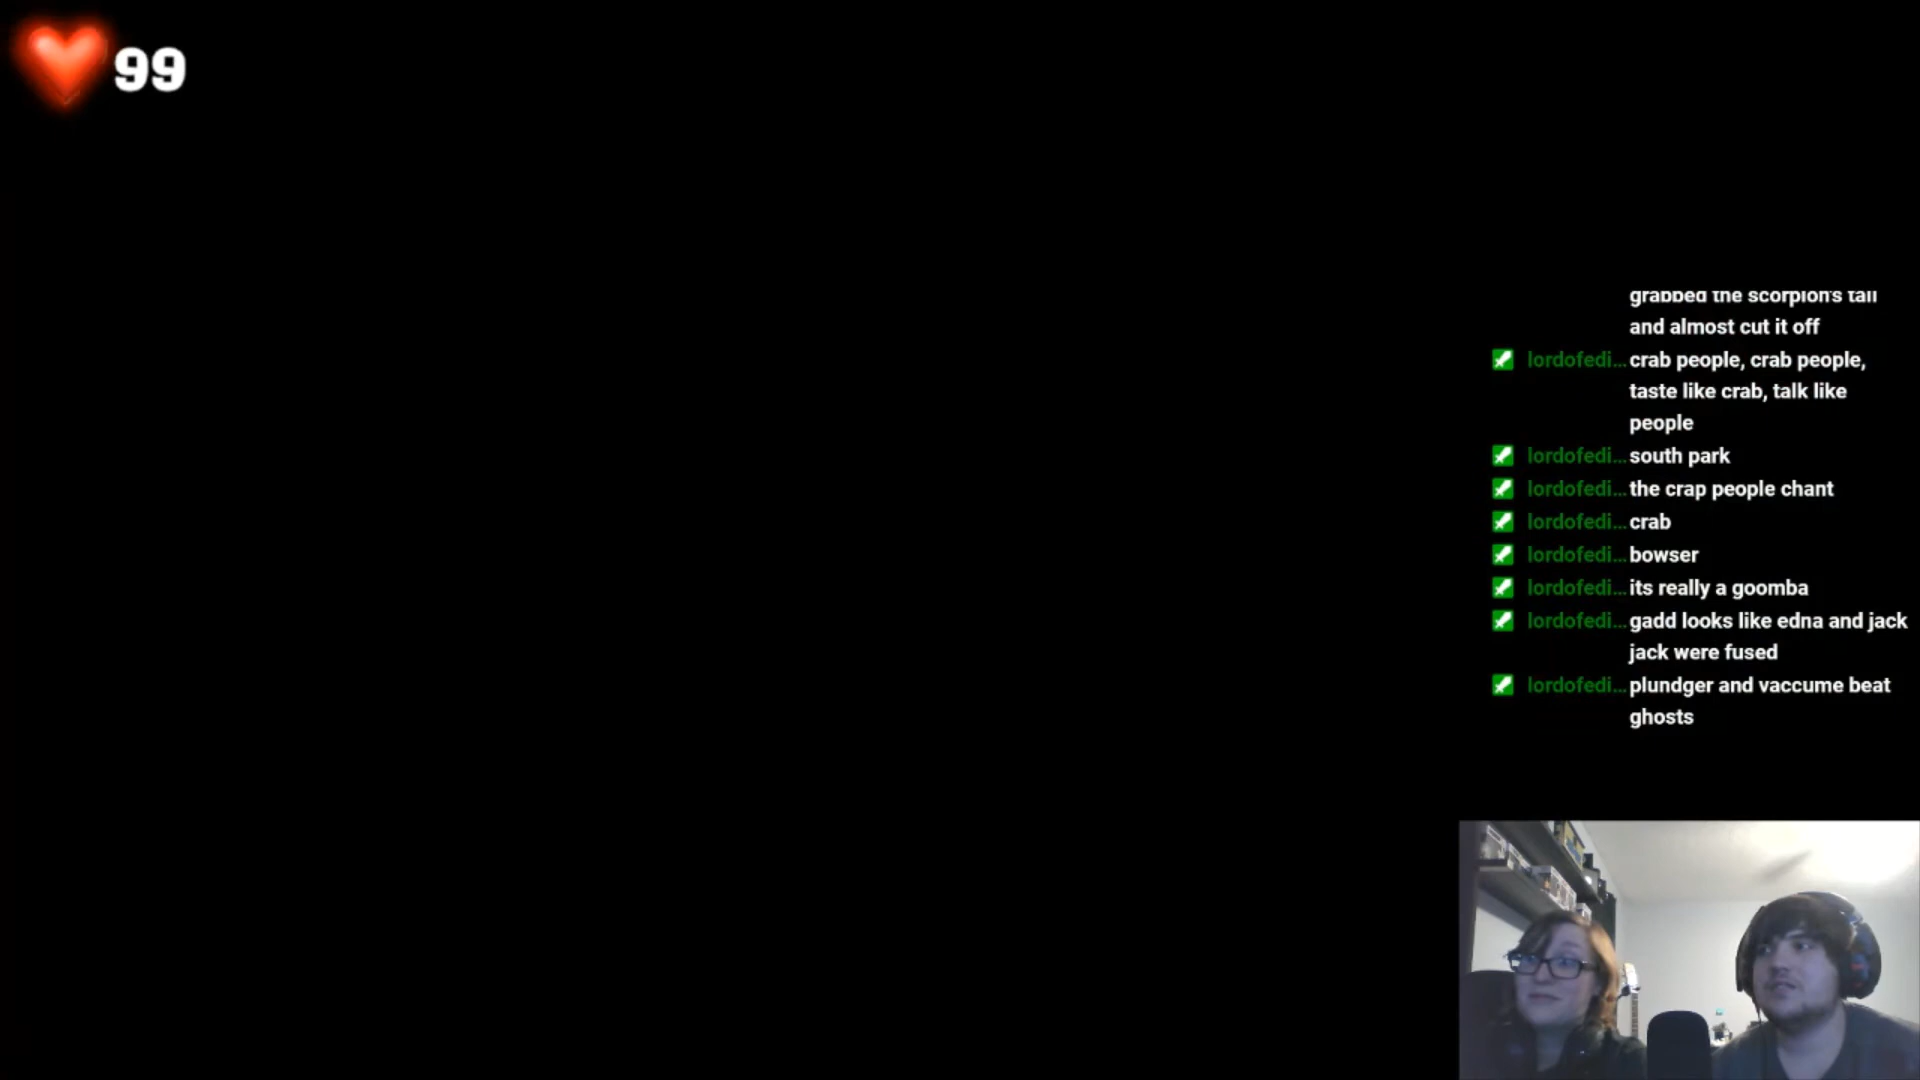 99
grabbed the scorpion's tail
and almost cut it off
lordofedi... crab people, crab people,
taste like crab, talk like
people
lordofedi... south park
lordofedi... the crap people chant
lordofedi... crab
lordofedi... bowser
lordofedi... its really a goomba
lordofedi... gadd looks like edna and jack
jack were fused
lordofedi... plundger and vaccume beat
ghosts